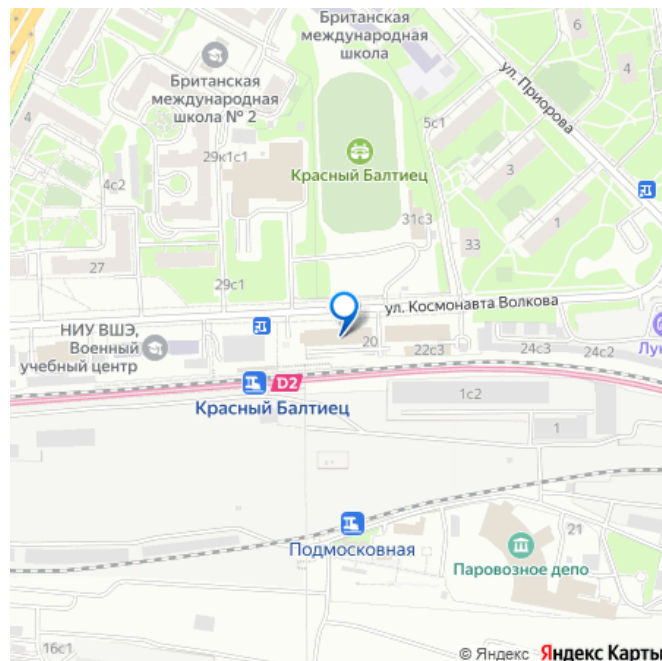 Британская
международная
школа
Британская
международная
школа № 2
ул. Приорова
4
6
4
5с1
3
4с2
29к1с1
Красный Балтиец
31с3
33
1
27
29с1
ул. Космонавта Волкова
НИУ ВШЭ,
Военный
учебный центр
20
22с3
24с3
24с2
Лук
D2
Красный Балтиец
1с2
1
Подмосковная
21
Паровозное депо
16с1
© Яндекс Яндекс Карты